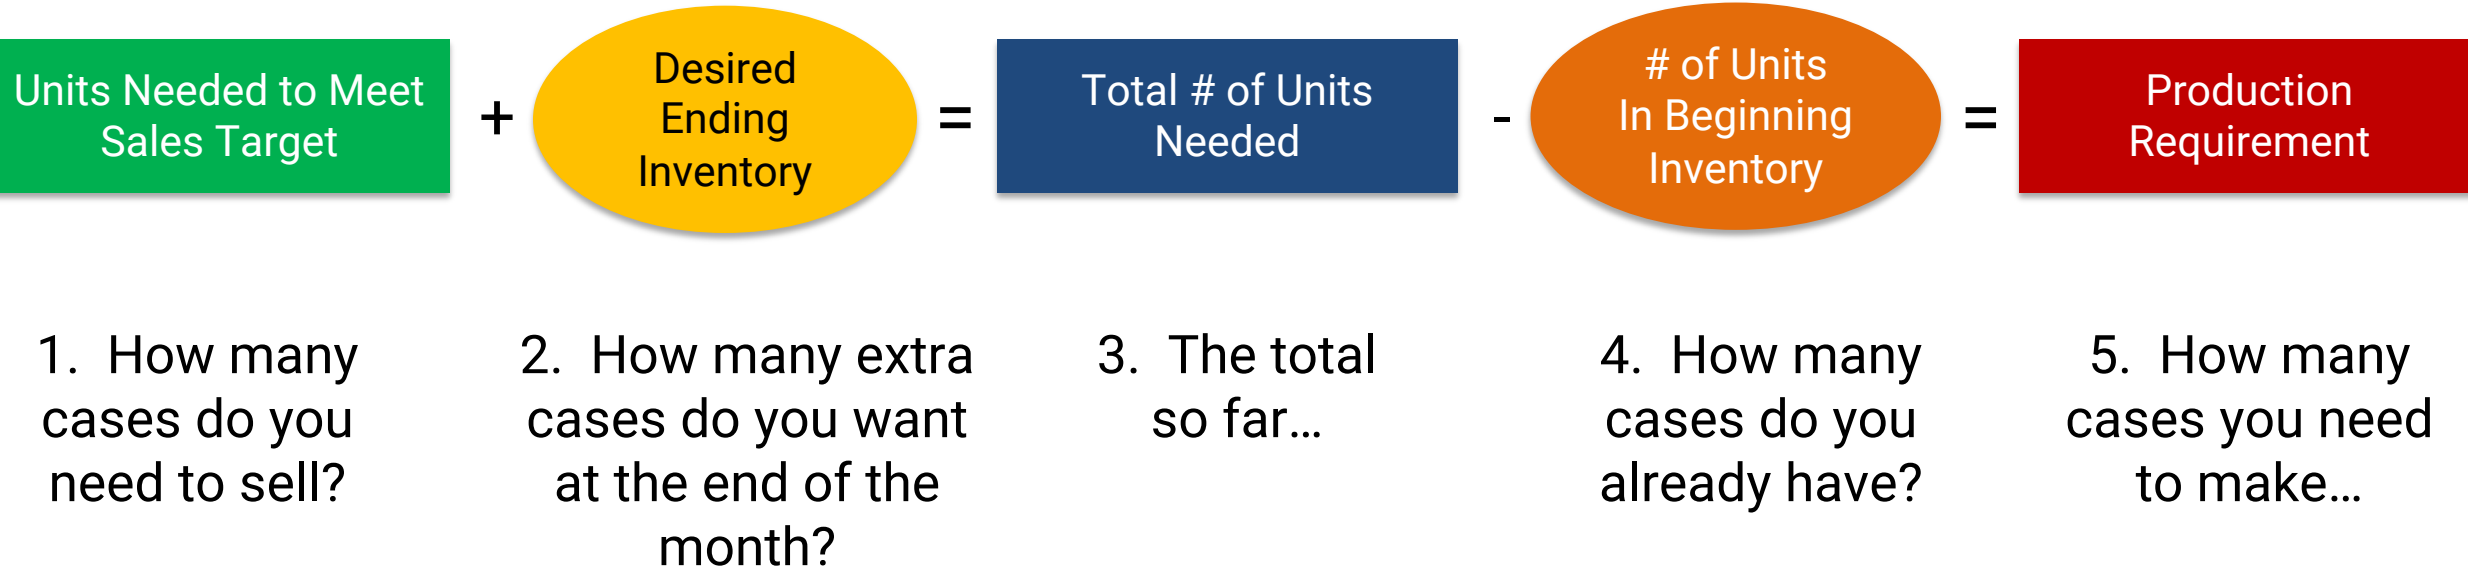 Units Needed to Meet
Sales Target
+
Desired
Ending
Inventory
=
Total # of Units
Needed
-
# of Units
In Beginning
Inventory
=
Production
Requirement
1. How many
cases do you
need to sell?
2. How many extra
cases do you want
at the end of the
month?
3. The total
so far...
4. How many
cases do you
already have?
5. How many
cases you need
to make...